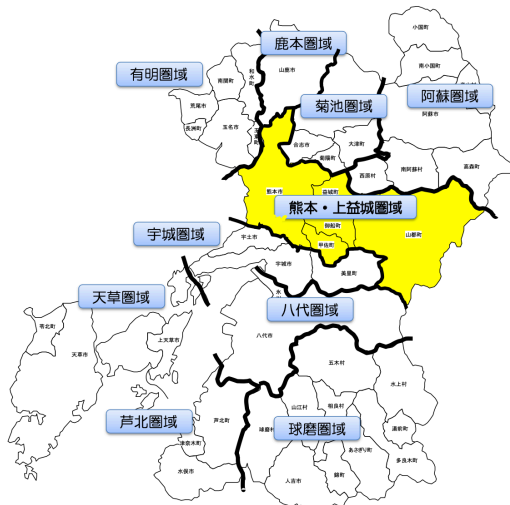 小国町
鹿本圏域
南小国町
有明圏域
和水町
山鹿市
南関町
阿蘇圏域
菊池圏域
荒尾市
阿蘇市
長洲町
玉名市
玉東町
合志市
大津町
菊陽町
西原村
南阿蘇村
高森町
熊本市
益城町
熊本・上益城圏域
御船町
宇城圏域
宇土市
山都町
甲佐町
宇城市
美里町
天草圏域
八代圏域
苓北町
上天草市
八代市
天草市
五木村
水上村
山江村
相良村
芦北圏域
芦北町
球磨村
球磨圏域
湯前町
津奈木町
あさぎり町
多良木町
水俣市
人吉市
錦町